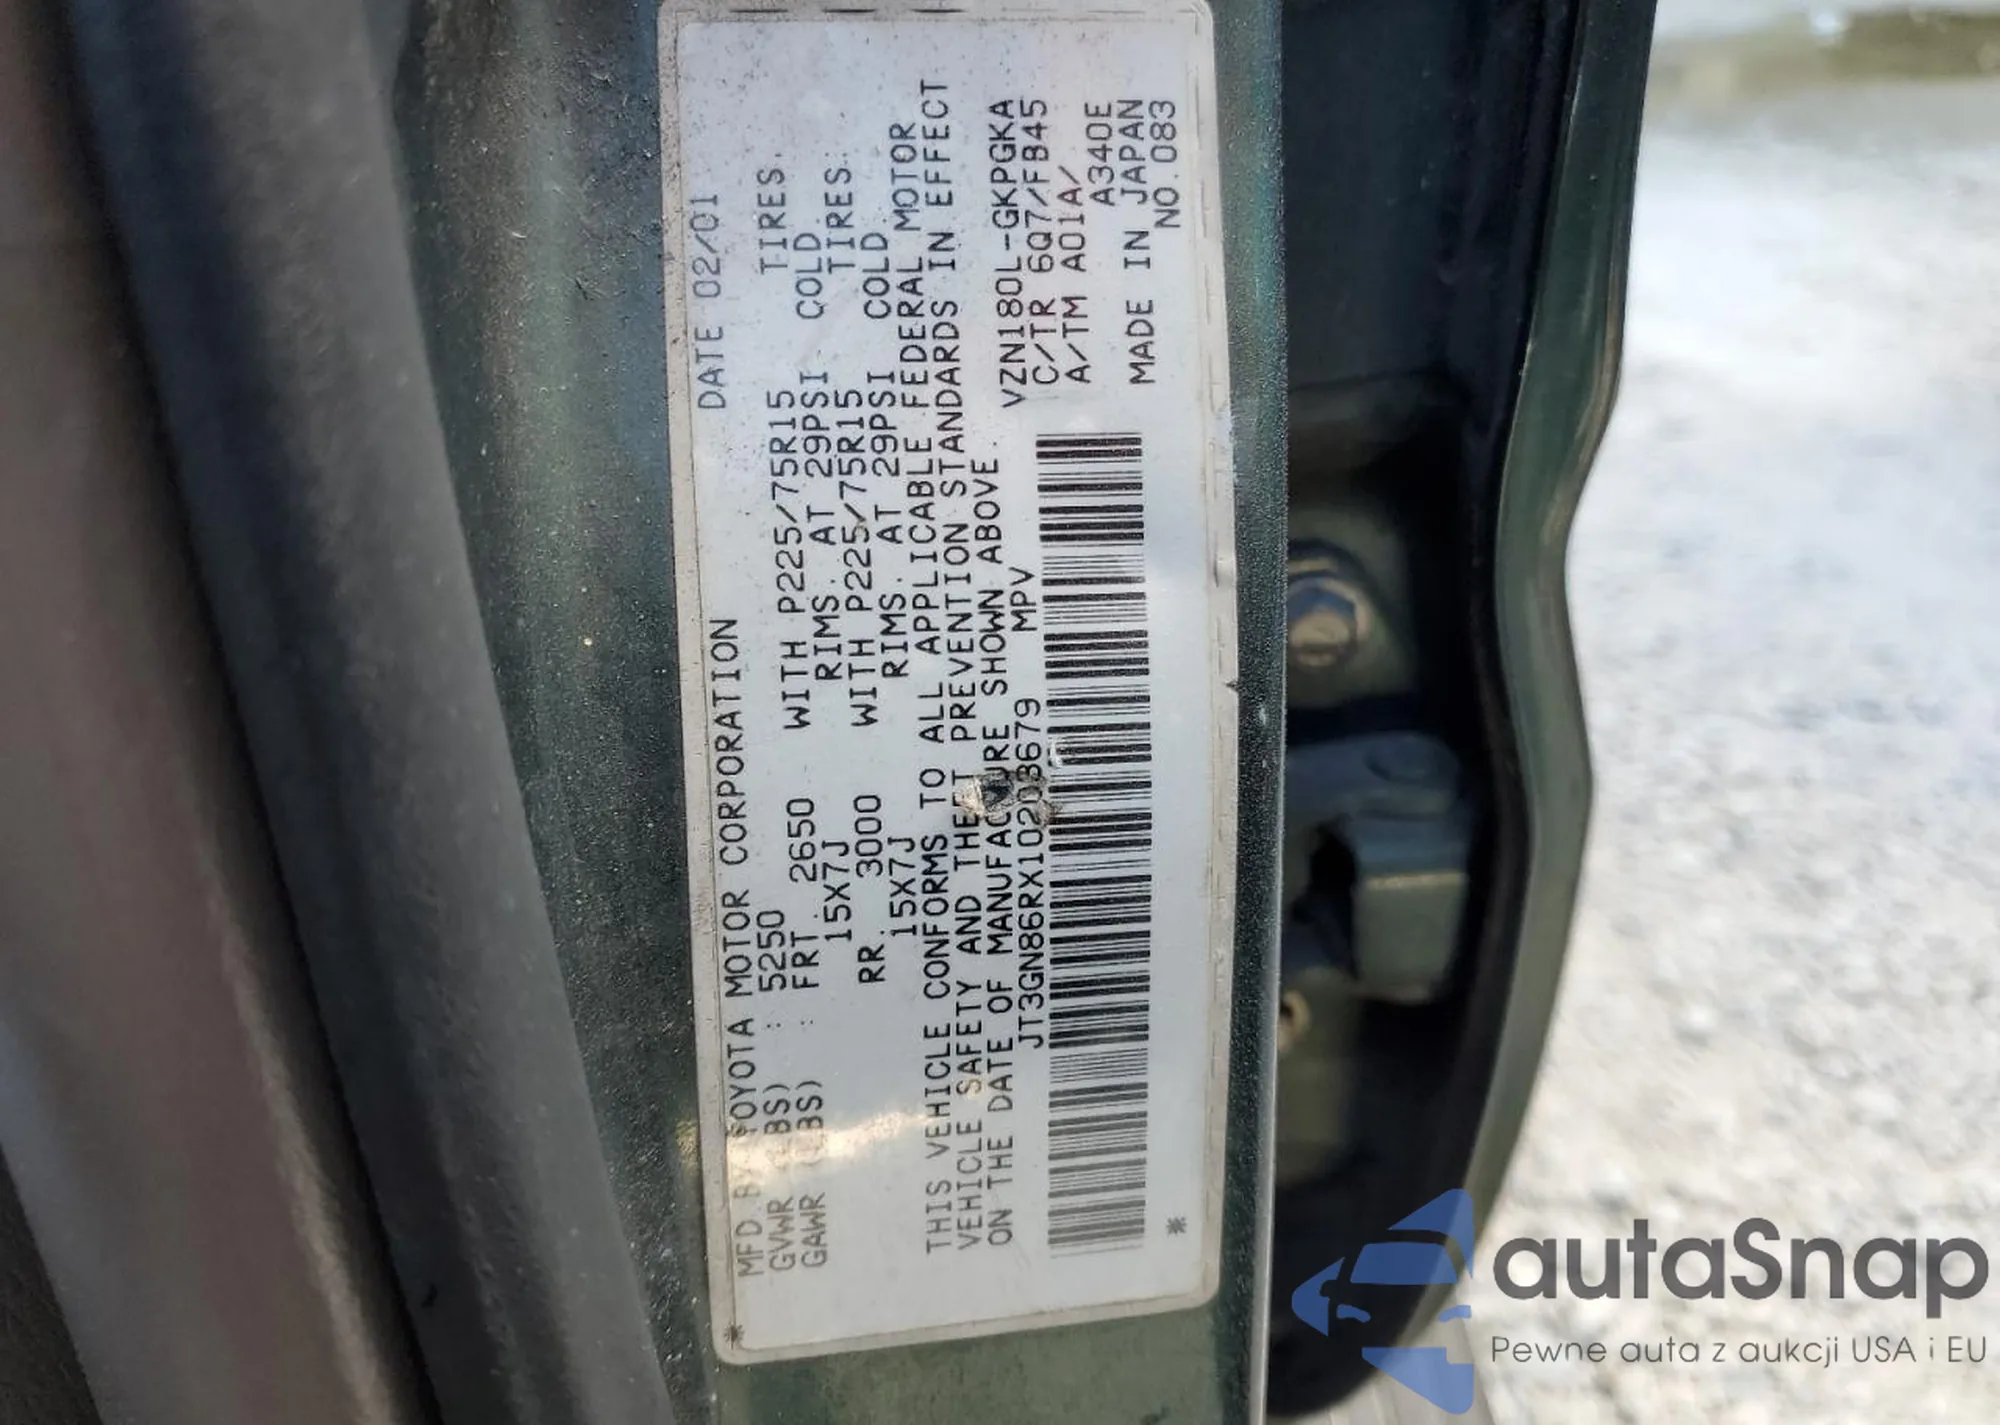 MFD. BY TOYOTA MOTOR CORPORATION DATE 02/01
GVWR (LBS) : 5250
GAWR (LBS) : FRT. 2650 WITH P225/75R15 TIRES.
15X7J RIMS. AT 29PSI COLD
RR. 3000 WITH P225/75R15 TIRES.
15X7J RIMS. AT 29PSI COLD.
THIS VEHICLE CONFORMS TO ALL APPLICABLE FEDERAL MOTOR
VEHICLE SAFETY AND THEFT PREVENTION STANDARDS IN EFFECT
ON THE DATE OF MANUFACTURE SHOWN ABOVE.
JT3GN86RX10203679 MPV
VZN180L-GKPGKA
C/TR 6Q7/FB45
A/TM A01A/
A340E
MADE IN JAPAN
NO.083
* *
autaSnap
Pewne auta z aukcji USA i EU